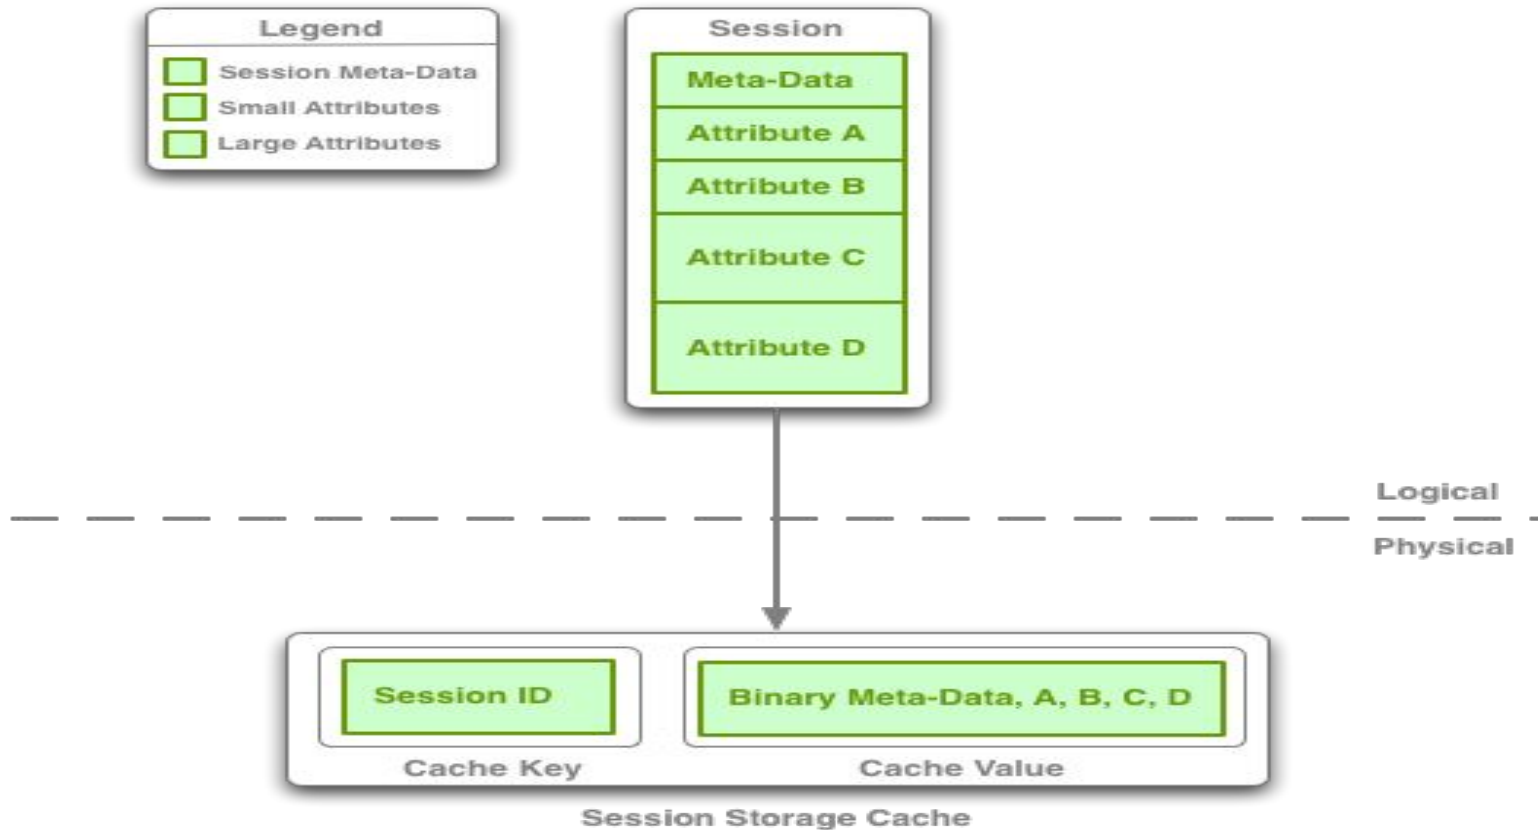 Legend
Session Meta-Data
Small Attributes
Large Attributes
Session
Meta-Data
Attribute A
Attribute B
Attribute C
Attribute D
Logical
Physical
Session ID
Binary Meta-Data, A, B, C, D
Cache Key
Cache Value
Session Storage Cache